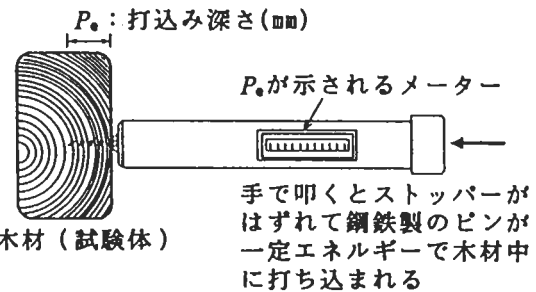 Pe：打込み深さ(mm)
Peが示されるメーター
手で叩くとストッパーが
はずれて鋼鉄製のピンが
一定エネルギーで木材中
に打ち込まれる
木材（試験体）